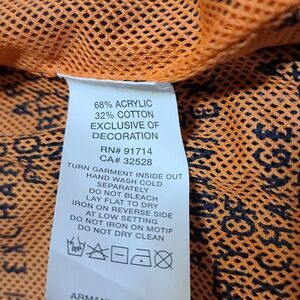 68% ACRYLIC
32% COTTON
EXCLUSIVE OF
DECORATION
RN# 91714
CA# 32528
TURN GARMENT INSIDE OUT
HAND WASH COLD
SEPARATELY
DO NOT BLEACH
LAY FLAT TO DRY
IRON ON REVERSE SIDE
AT LOW SETTING
DO NOT IRON ON MOTIF
DO NOT DRY CLEAN